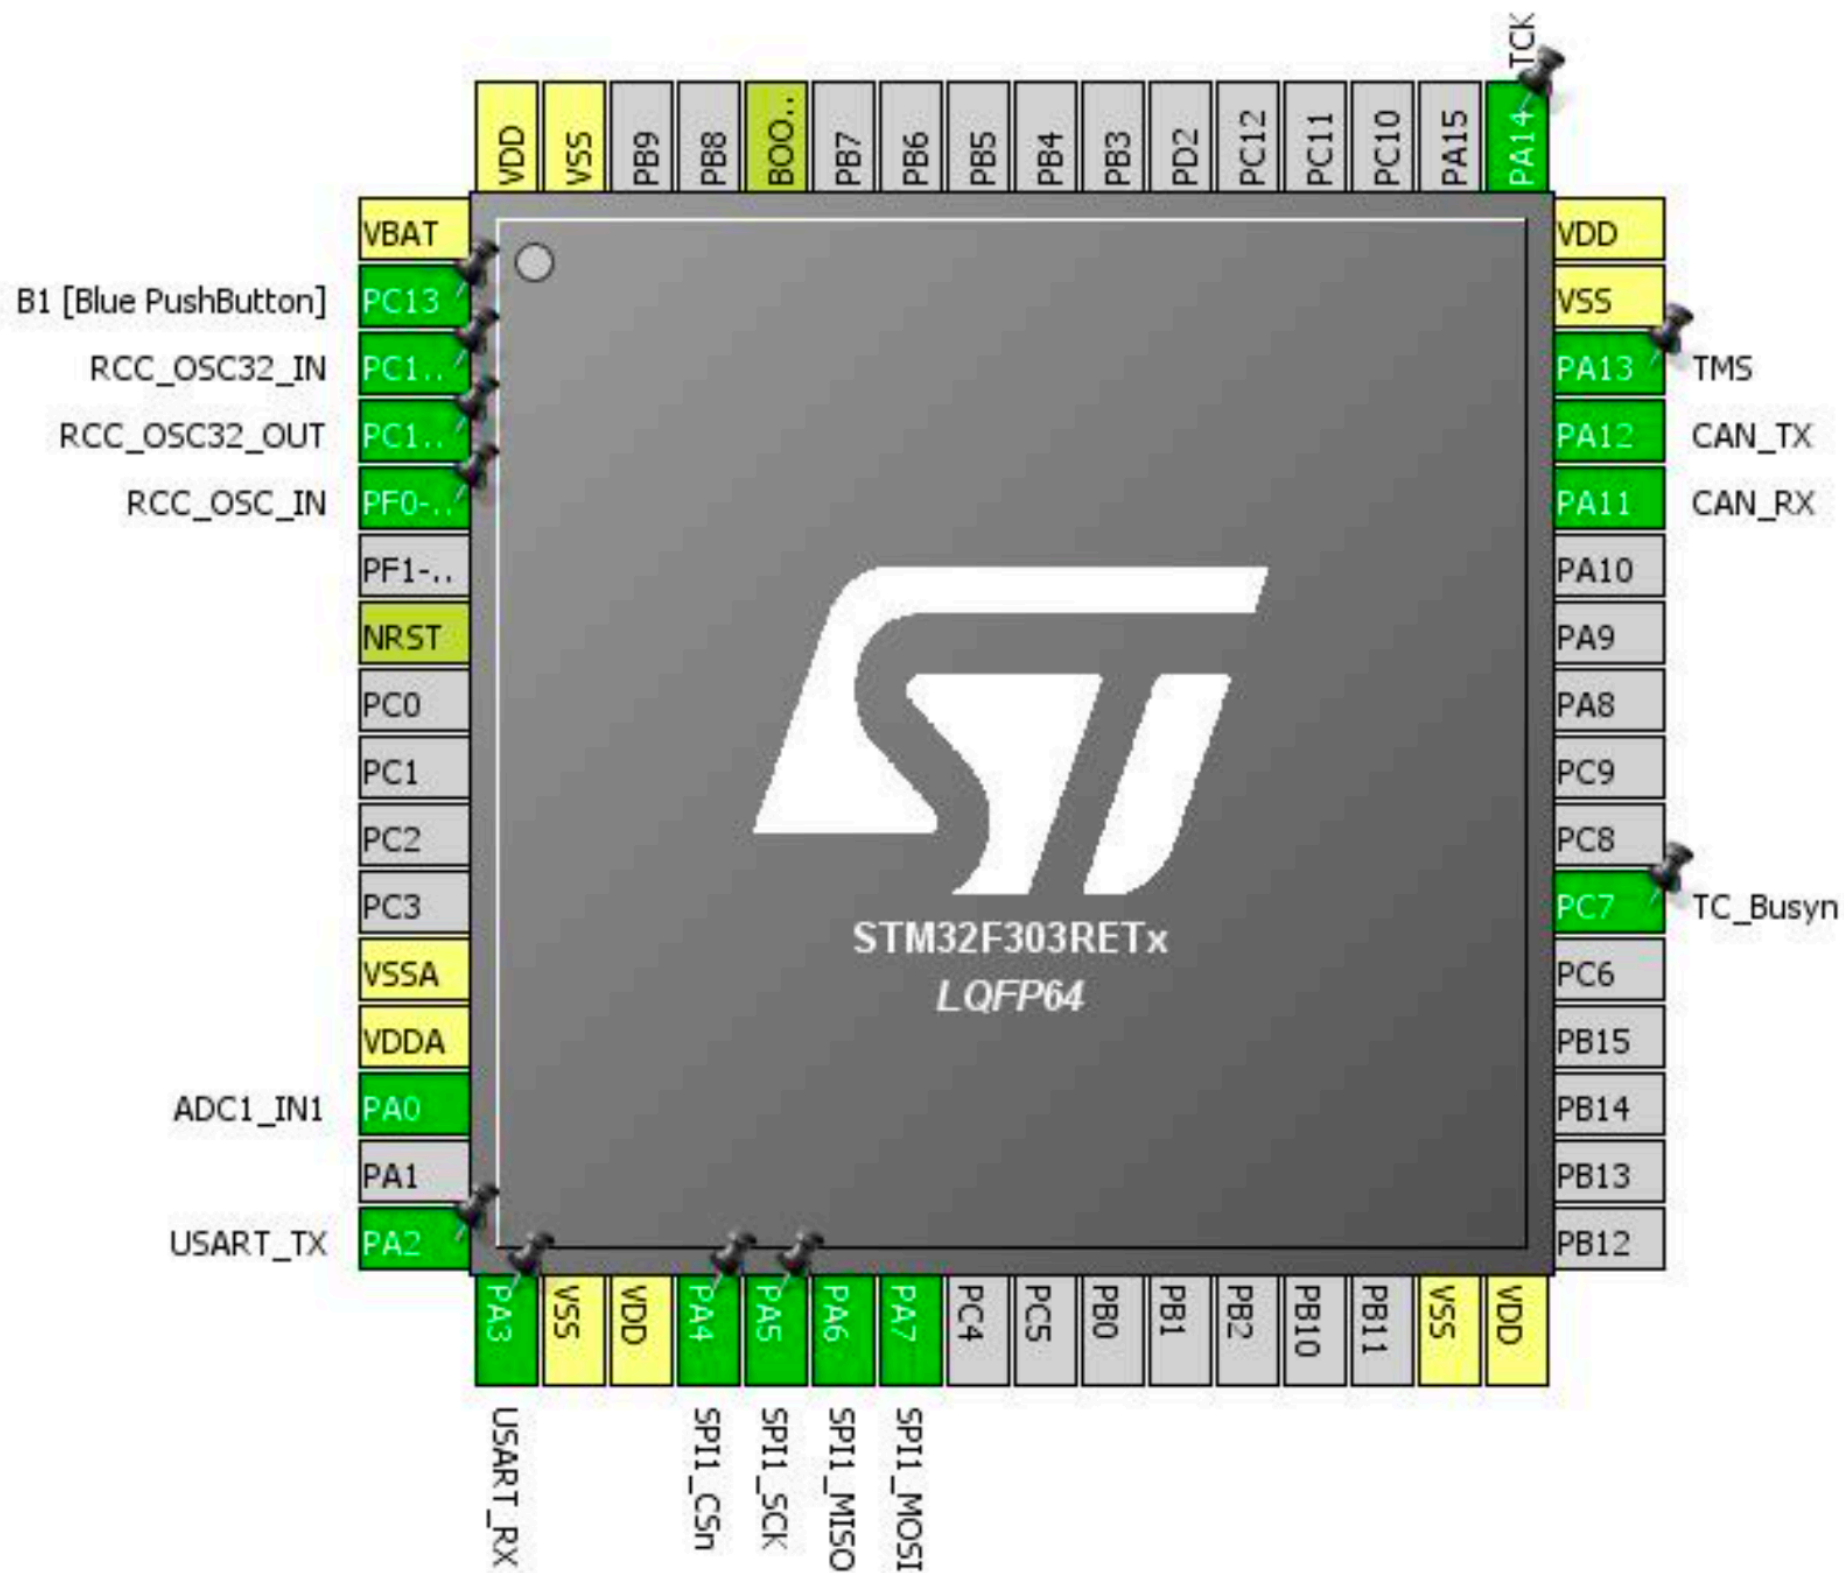 TCK
VDD
VSS
PB9
PB8
BOO..
PB7
PB6
PB5
PB4
PB3
PD2
PC12
PC11
PC10
PA15
PA14
VBAT
B1 [Blue PushButton] PC13
RCC_OSC32_IN PC1..
RCC_OSC32_OUT PC1..
RCC_OSC_IN PF0-..
PF1-..
NRST
PC0
PC1
PC2
PC3
VSSA
VDDA
ADC1_IN1 PA0
PA1
USART_TX PA2
STM32F303RETx
LQFP64
VDD
VSS
PA13 TMS
PA12 CAN_TX
PA11 CAN_RX
PA10
PA9
PA8
PC9
PC8
PC7 TC_Busyn
PC6
PB15
PB14
PB13
PB12
PA3
VSS
VDD
PA4
PA5
PA6
PA7
PC4
PC5
PB0
PB1
PB2
PB10
PB11
VSS
VDD
USART_RX
SPI1_CSn
SPI1_SCK
SPI1_MISO
SPI1_MOSI